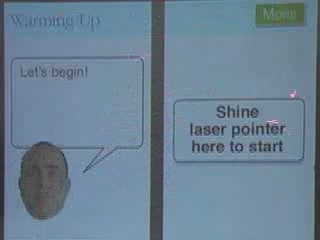 Warming Up
Menu
Let's begin!
Shine
laser pointer
here to start